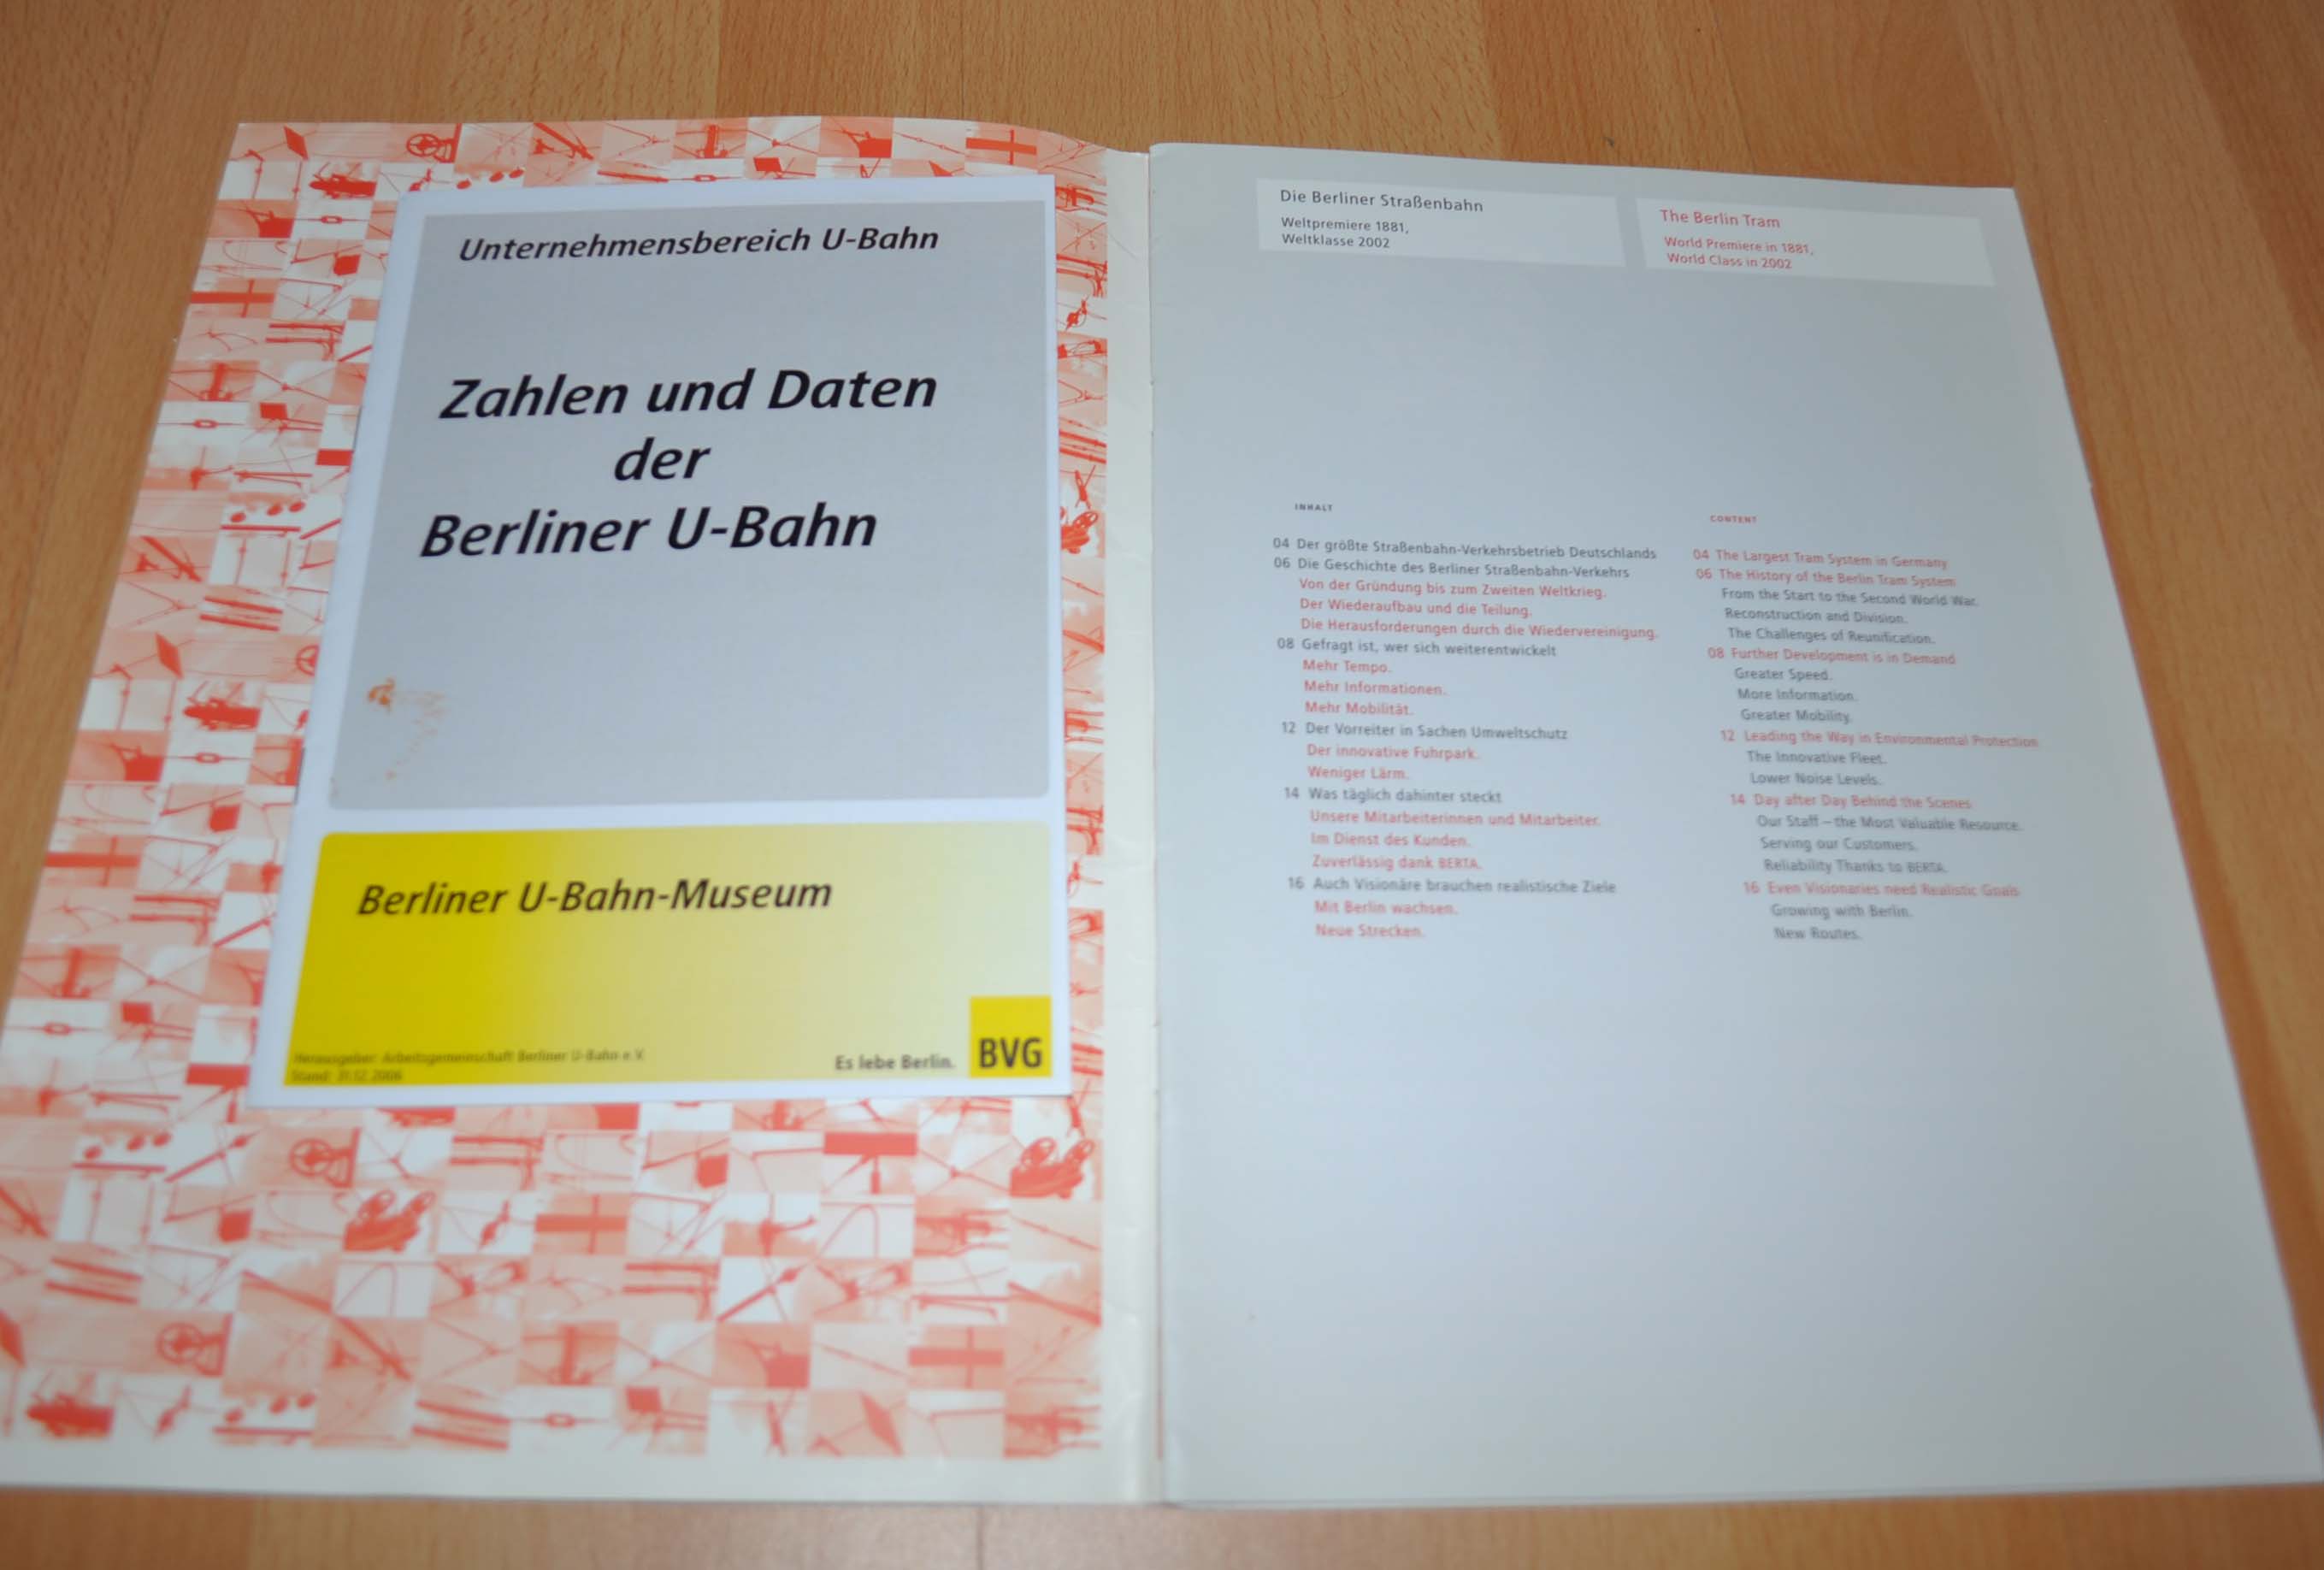 Unternehmensbereich U-Bahn
Zahlen und Daten
der
Berliner U-Bahn
Berliner U-Bahn-Museum
Herausgeber: Arbeitsgemeinschaft Berliner U-Bahn e.V.
Stand: 31.12.2006
Es lebe Berlin.
BVG
Die Berliner Straßenbahn
Weltpremiere 1881,
Weltklasse 2002
The Berlin Tram
World Premiere in 1881,
World Class in 2002
INHALT
04 Der größte Straßenbahn-Verkehrsbetrieb Deutschlands
06 Die Geschichte des Berliner Straßenbahn-Verkehrs
Von der Gründung bis zum Zweiten Weltkrieg.
Der Wiederaufbau und die Teilung.
Die Herausforderungen durch die Wiedervereinigung.
08 Gefragt ist, wer sich weiterentwickelt
Mehr Tempo.
Mehr Informationen.
Mehr Mobilität.
12 Der Vorreiter in Sachen Umweltschutz
Der innovative Fuhrpark.
Weniger Lärm.
14 Was täglich dahinter steckt
Unsere Mitarbeiterinnen und Mitarbeiter.
Im Dienst des Kunden.
Zuverlässig dank BERTA.
16 Auch Visionäre brauchen realistische Ziele
Mit Berlin wachsen.
Neue Strecken.
CONTENT
04 The Largest Tram System in Germany
06 The History of the Berlin Tram System
From the Start to the Second World War.
Reconstruction and Division.
The Challenges of Reunification.
08 Further Development is in Demand
Greater Speed.
More Information.
Greater Mobility.
12 Leading the Way in Environmental Protection
The Innovative Fleet.
Lower Noise Levels.
14 Day after Day Behind the Scenes
Our Staff – the Most Valuable Resource.
Serving our Customers.
Reliability Thanks to BERTA.
16 Even Visionaries need Realistic Goals
Growing with Berlin.
New Routes.